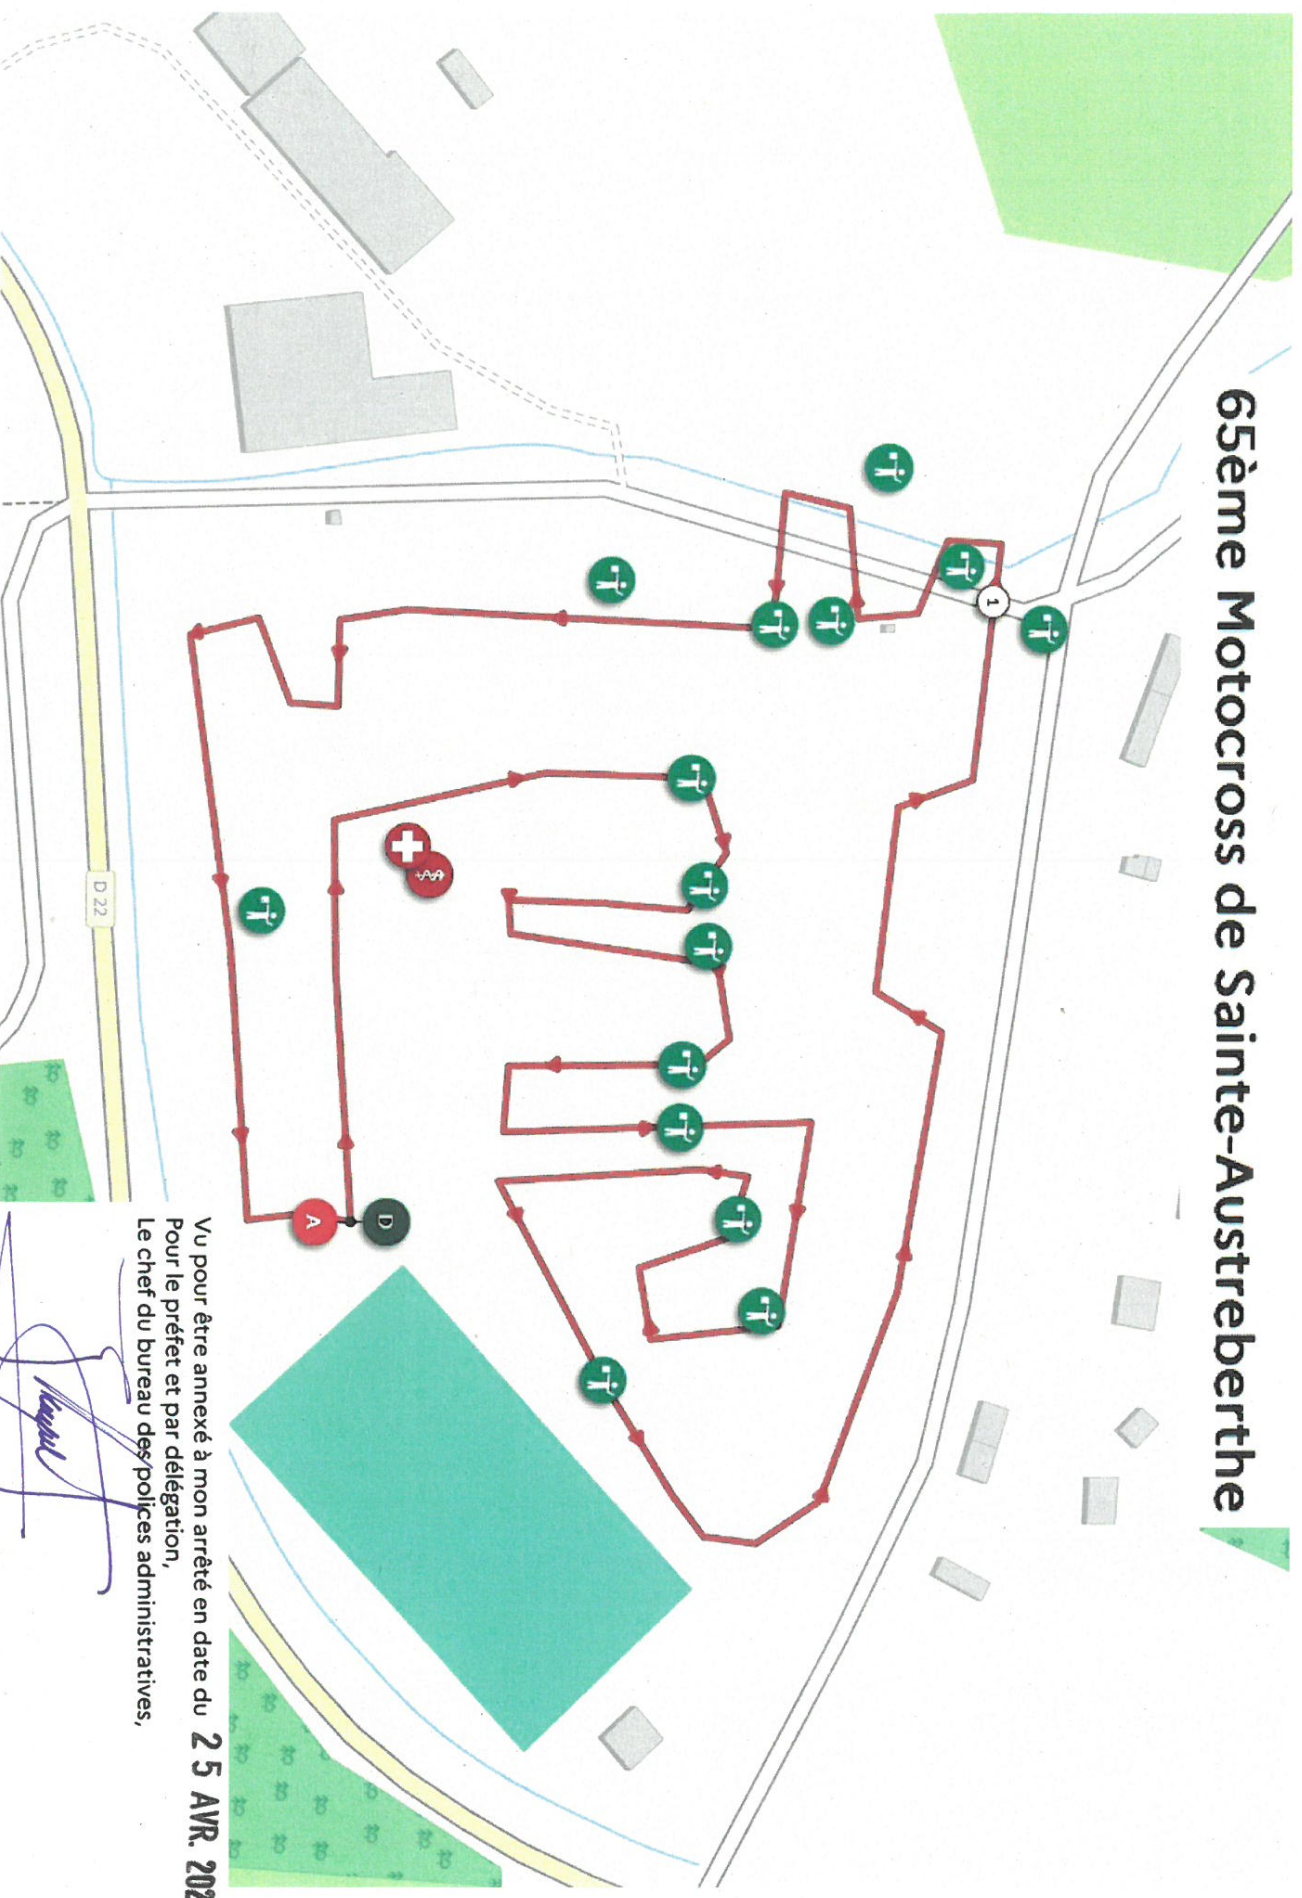 65ème Motocross de Sainte-Austreberthe
1
D 22
D
A
Vu pour être annexé à mon arrêté en date du 25 AVR. 202
Pour le préfet et par délégation,
Le chef du bureau des polices administratives,